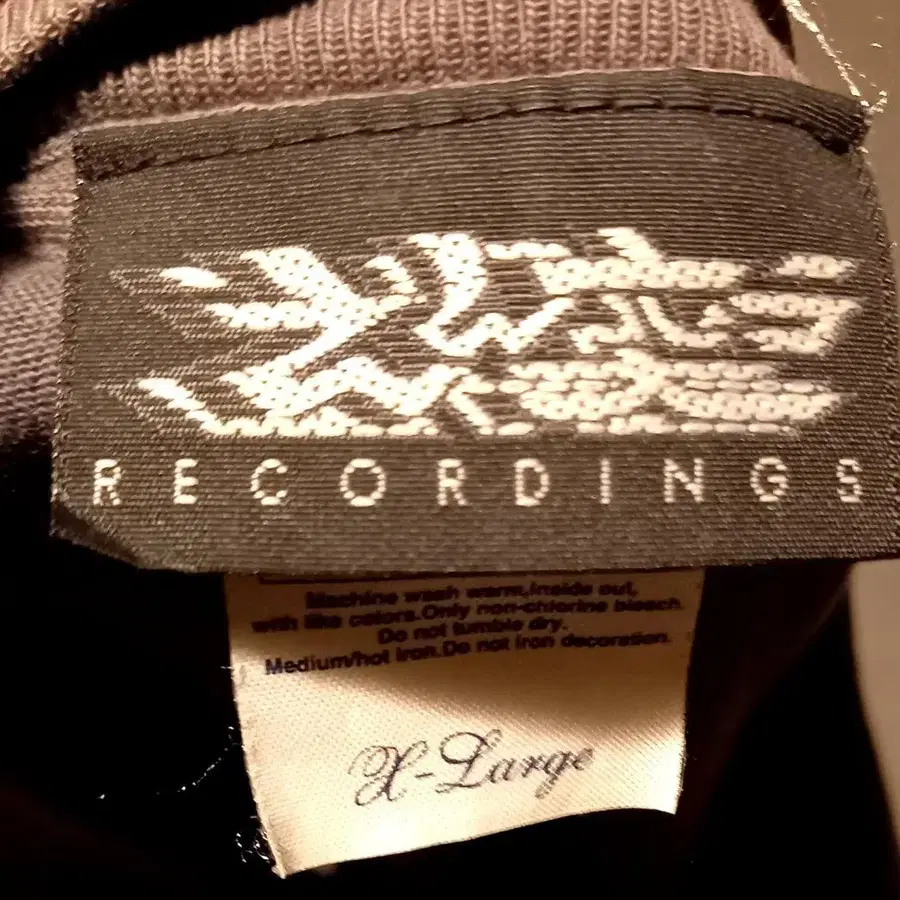 RECORDINGS
Machine wash warm,inside out,
with like colors.Only non-chlorine bleach.
Do not tumble dry.
Medium/hot iron.Do not iron decoration.
X-Large